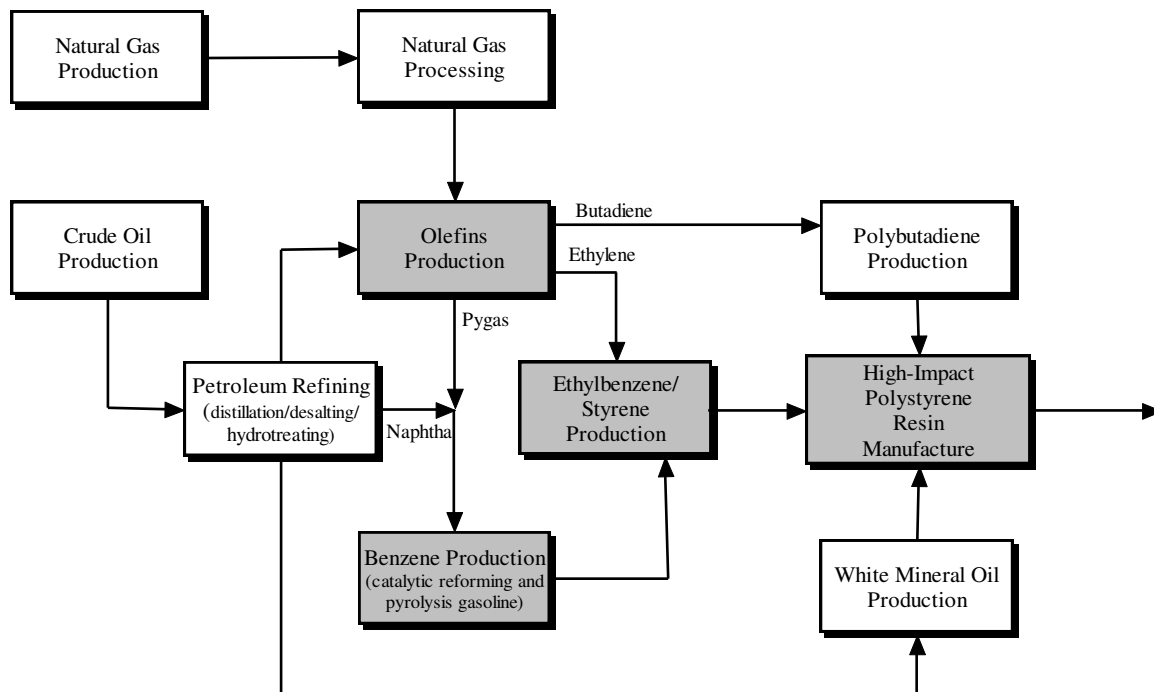 Natural Gas
Production
Natural Gas
Processing
Crude Oil
Production
Olefins
Production
Butadiene
Ethylene
Polybutadiene
Production
Pygas
Petroleum Refining
(distillation/desalting/
hydrotreating)
Naphtha
Ethylbenzene/
Styrene
Production
High-Impact
Polystyrene
Resin
Manufacture
Benzene Production
(catalytic reforming and
pyrolysis gasoline)
White Mineral Oil
Production